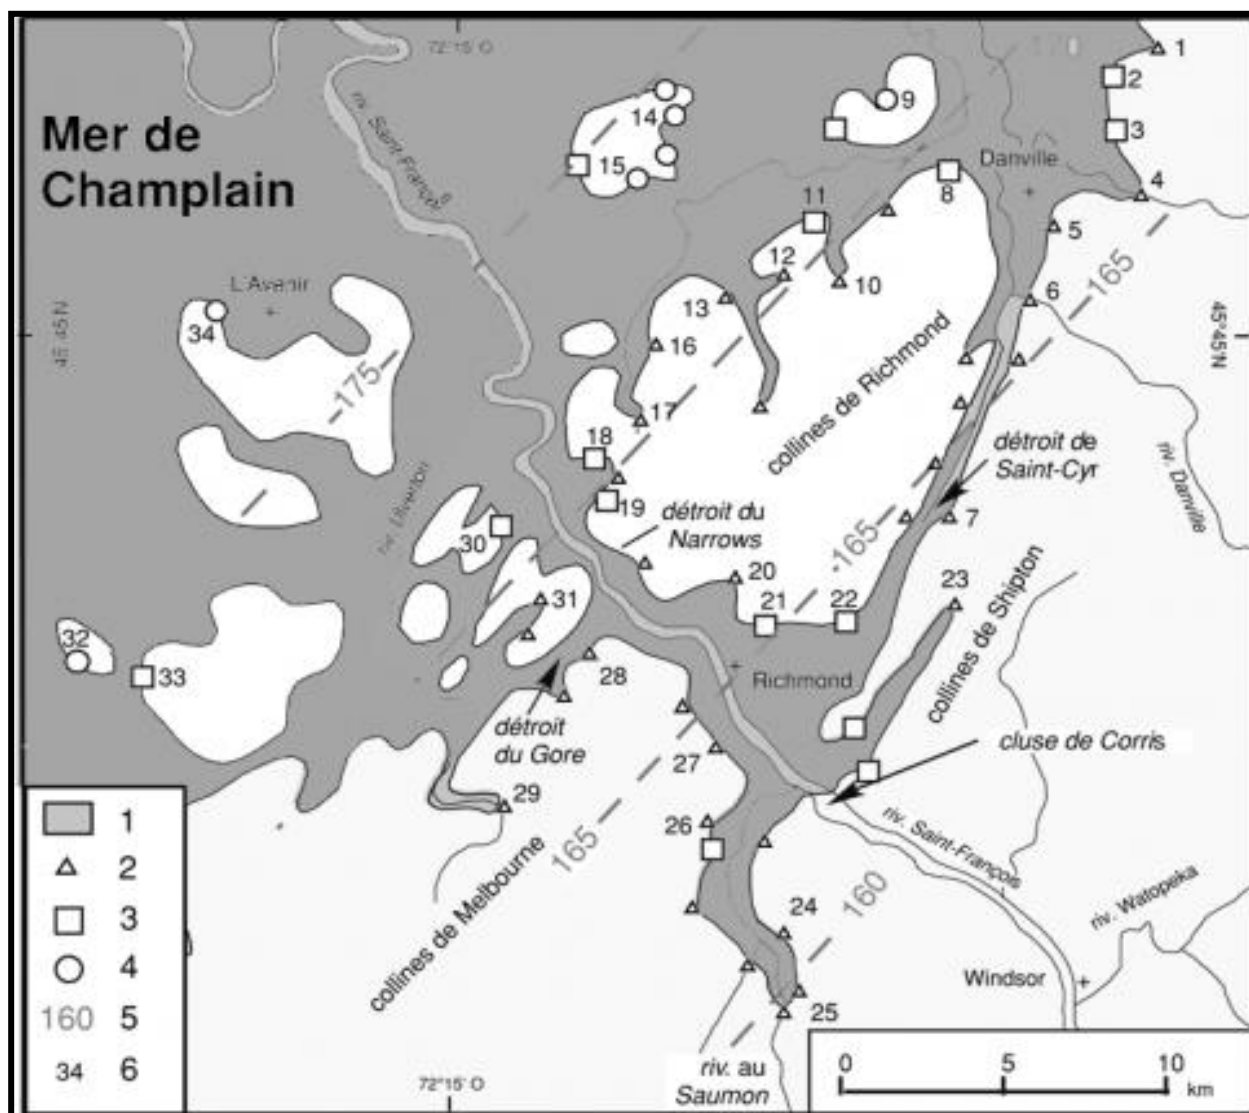 72°15' O
170
1
2
3
4
5
6
Mer de
Champlain
riv. Saint-François
14
15
9
Danville
8
11
12
10
13
165
L'Avenir
34
45°45'N
45°45'N
16
17
-175
collines de Richmond
détroit de
Saint-Cyr
riv. Danville
18
19
détroit du
Narrows
165
7
30
31
20
21
22
23
collines de Shipton
32
33
28
Richmond
détroit
du Gore
27
cluse de Corris
29
26
165
collines de Melbourne
riv. Saint-François
160
24
riv. Watopeka
Windsor
25
riv. au
Saumon
72°15' O
1
2
3
4
160 5
34 6
0 5 10
km